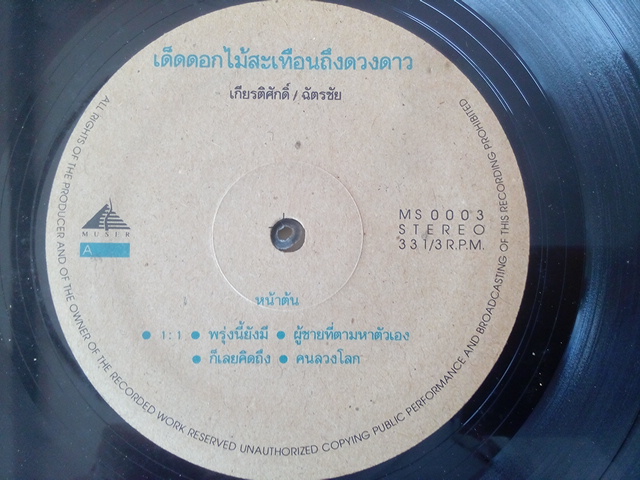 เด็ดดอกไม้สะเทือนถึงดวงดาว
เกียรติศักดิ์ / ฉัตรชัย
MUSUR
A
MS 0003
STEREO
33 1/3 R.P.M.
หน้าต้น
● 1:1 ● พรุ่งนี้ยังมี ● ผู้ชายที่ตามหาตัวเอง
● ก็เลยคิดถึง ● คนลวงโลก
ALL RIGHTS OF THE PRODUCER AND OF THE OWNER OF THE RECORDED WORK RESERVED UNAUTHORIZED COPYING PUBLIC PERFORMANCE AND BROADCASTING OF THIS RECORDING PROHIBITED